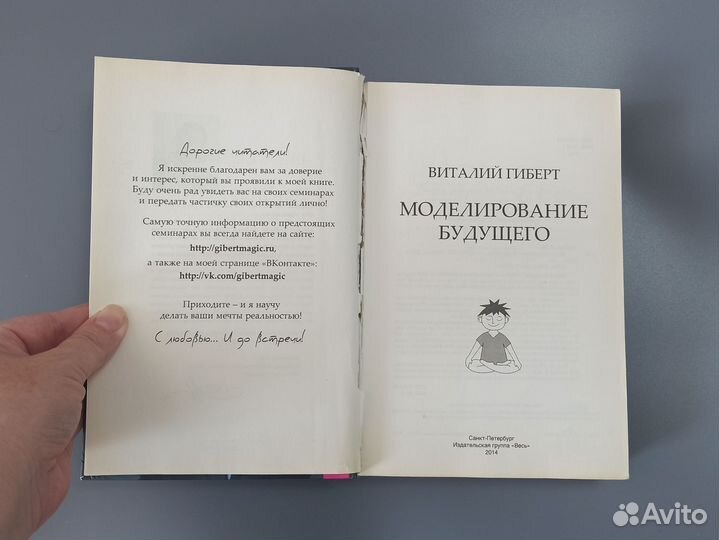 Дорогие читатели!
Я искренне благодарен вам за доверие
и интерес, который вы проявили к моей книге.
Буду очень рад увидеть вас на своих семинарах
и передать частичку своих открытий лично!
Самую точную информацию о предстоящих
семинарах вы всегда найдете на сайте:
http://gibertmagic.ru,
а также на моей странице «ВКонтакте»:
http://vk.com/gibertmagic
Приходите – и я научу
делать ваши мечты реальностью!
С любовью... И до встречи!
ВИТАЛИЙ ГИБЕРТ
МОДЕЛИРОВАНИЕ
БУДУЩЕГО
Санкт-Петербург
Издательская группа «Весь»
2014
Avito